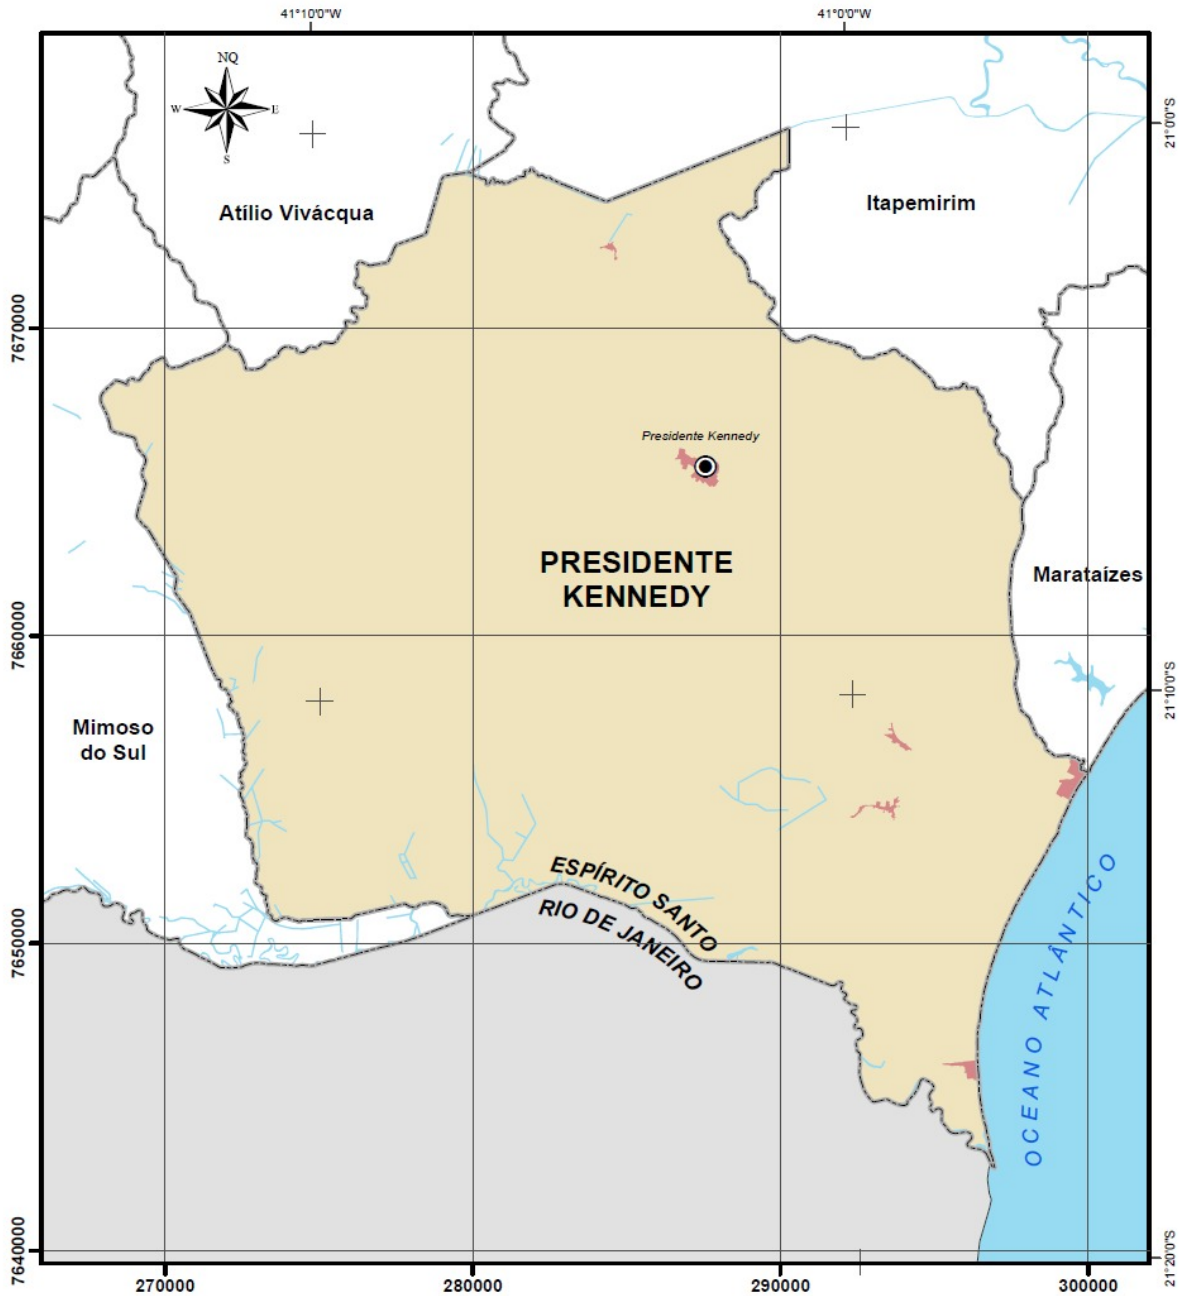 41°10'0"W
41°0'0"W
NQ
W
E
S
21°0'0"S
Atílio Vivácqua
Itapemirim
7670000
Presidente Kennedy
PRESIDENTE
KENNEDY
Marataízes
7660000
21°10'0"S
Mimoso
do Sul
ESPÍRITO SANTO
RIO DE JANEIRO
OCEANO ATLÂNTICO
7650000
7640000
21°20'0"S
270000
280000
290000
300000